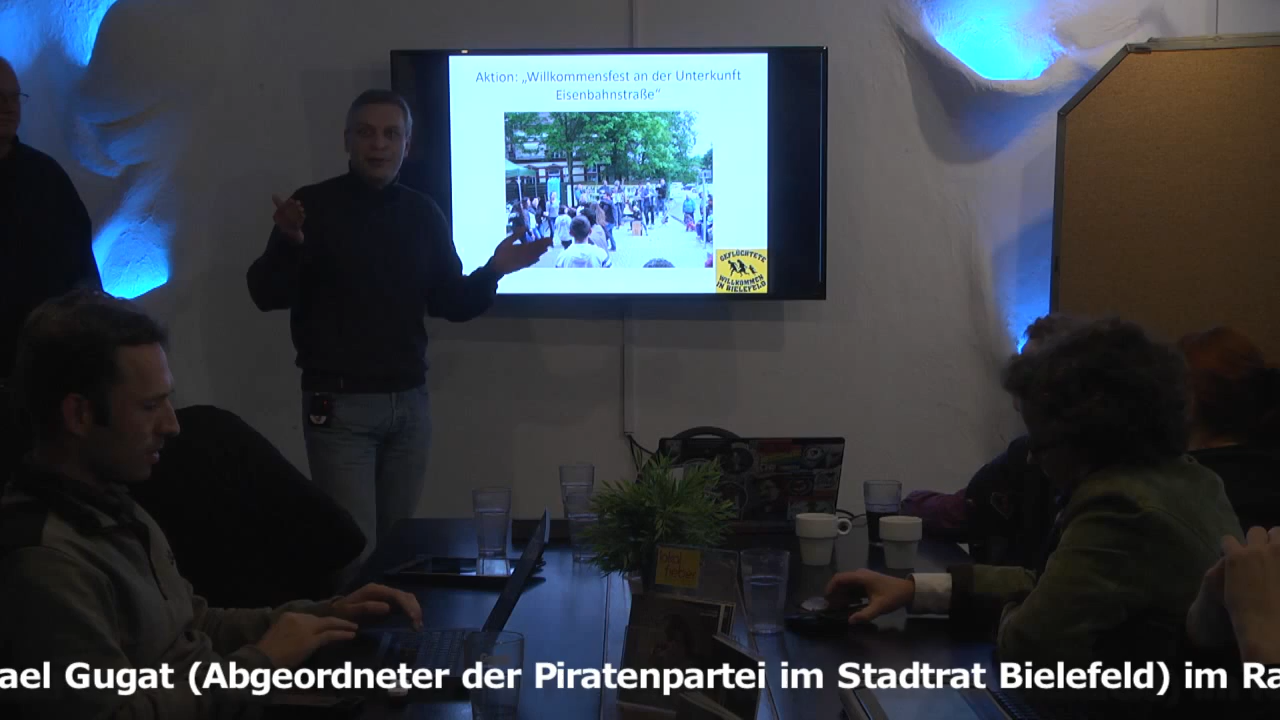 Aktion: „Willkommensfest an der Unterkunft
Eisenbahnstraße“
GEFLÜCHTETE
WILLKOMMEN
IN BIELEFELD
ael Gugat (Abgeordneter der Piratenpartei im Stadtrat Bielefeld) im Ra